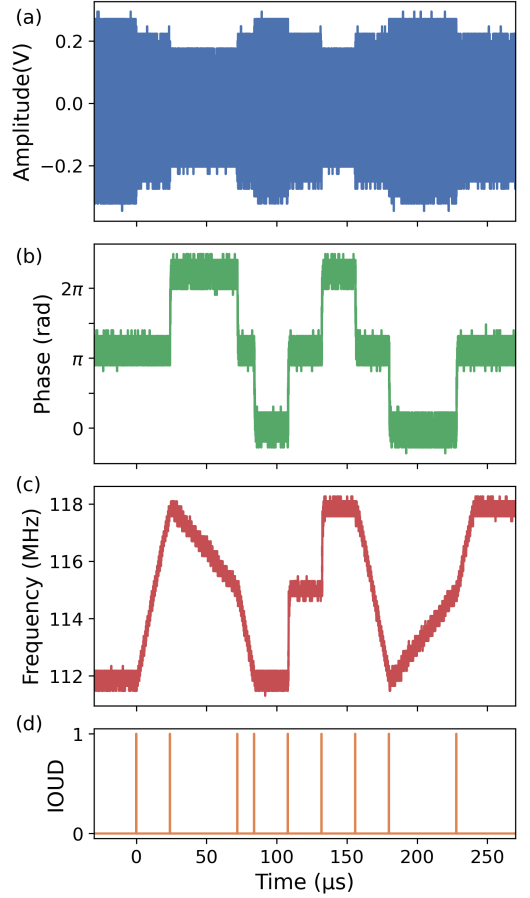 (a)
Amplitude(V)
0.2
0.0
−0.2
(b)
Phase (rad)
2π
π
0
(c)
Frequency (MHz)
118
116
114
112
(d)
IOUD
1
0
0 50 100 150 200 250
Time (μs)